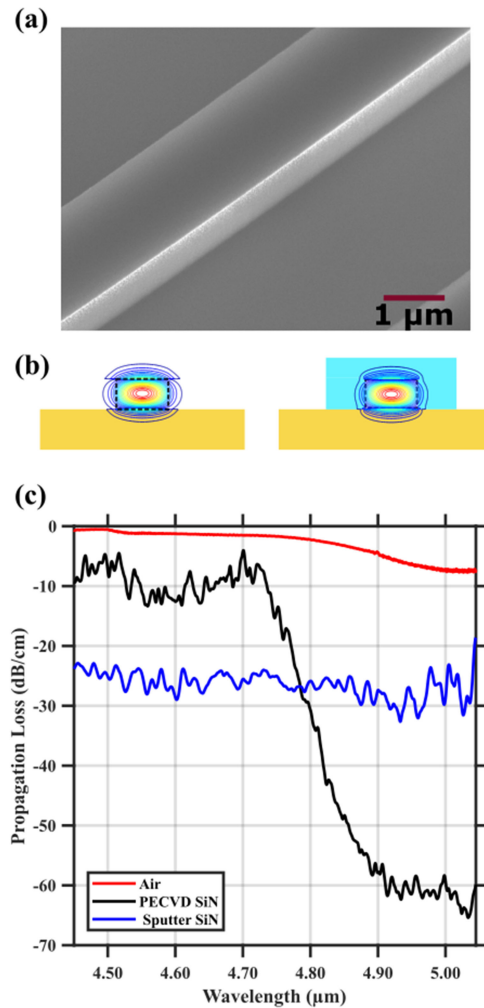 (a)
1 μm
(b)
(c)
0
-10
-20
-30
-40
-50
-60
-70
Propagation Loss (dB/cm)
Air
PECVD SiN
Sputter SiN
4.50 4.60 4.70 4.80 4.90 5.00
Wavelength (μm)